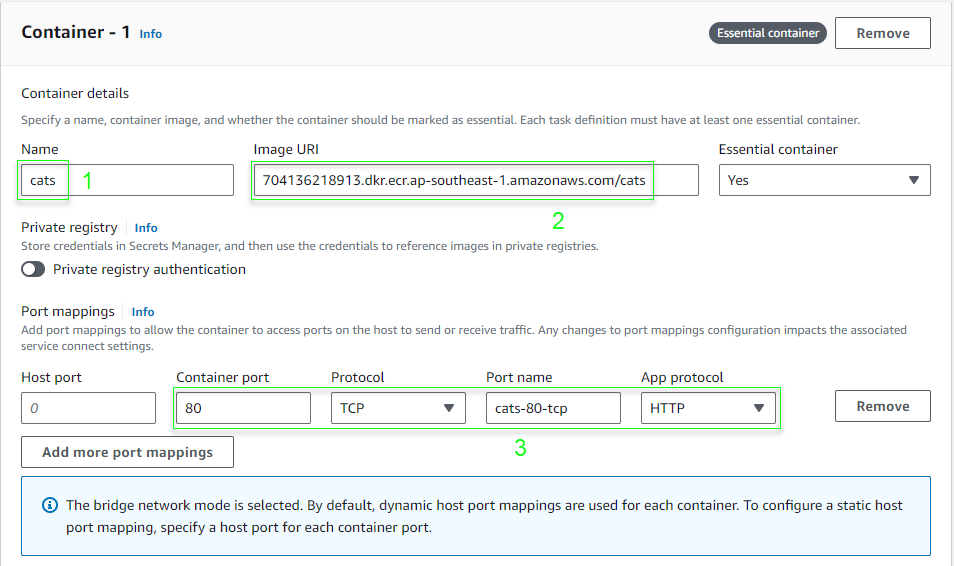 Container - 1 Info Essential container Remove
Container details
Specify a name, container image, and whether the container should be marked as essential. Each task definition must have at least one essential container.
Name Image URI Essential container
cats 1 704136218913.dkr.ecr.ap-southeast-1.amazonaws.com/cats Yes
2
Private registry Info
Store credentials in Secrets Manager, and then use the credentials to reference images in private registries.
Private registry authentication
Port mappings Info
Add port mappings to allow the container to access ports on the host to send or receive traffic. Any changes to port mappings configuration impacts the associated
service connect settings.
Host port Container port Protocol Port name App protocol
0 80 TCP cats-80-tcp HTTP Remove
3
Add more port mappings
The bridge network mode is selected. By default, dynamic host port mappings are used for each container. To configure a static host
port mapping, specify a host port for each container port.